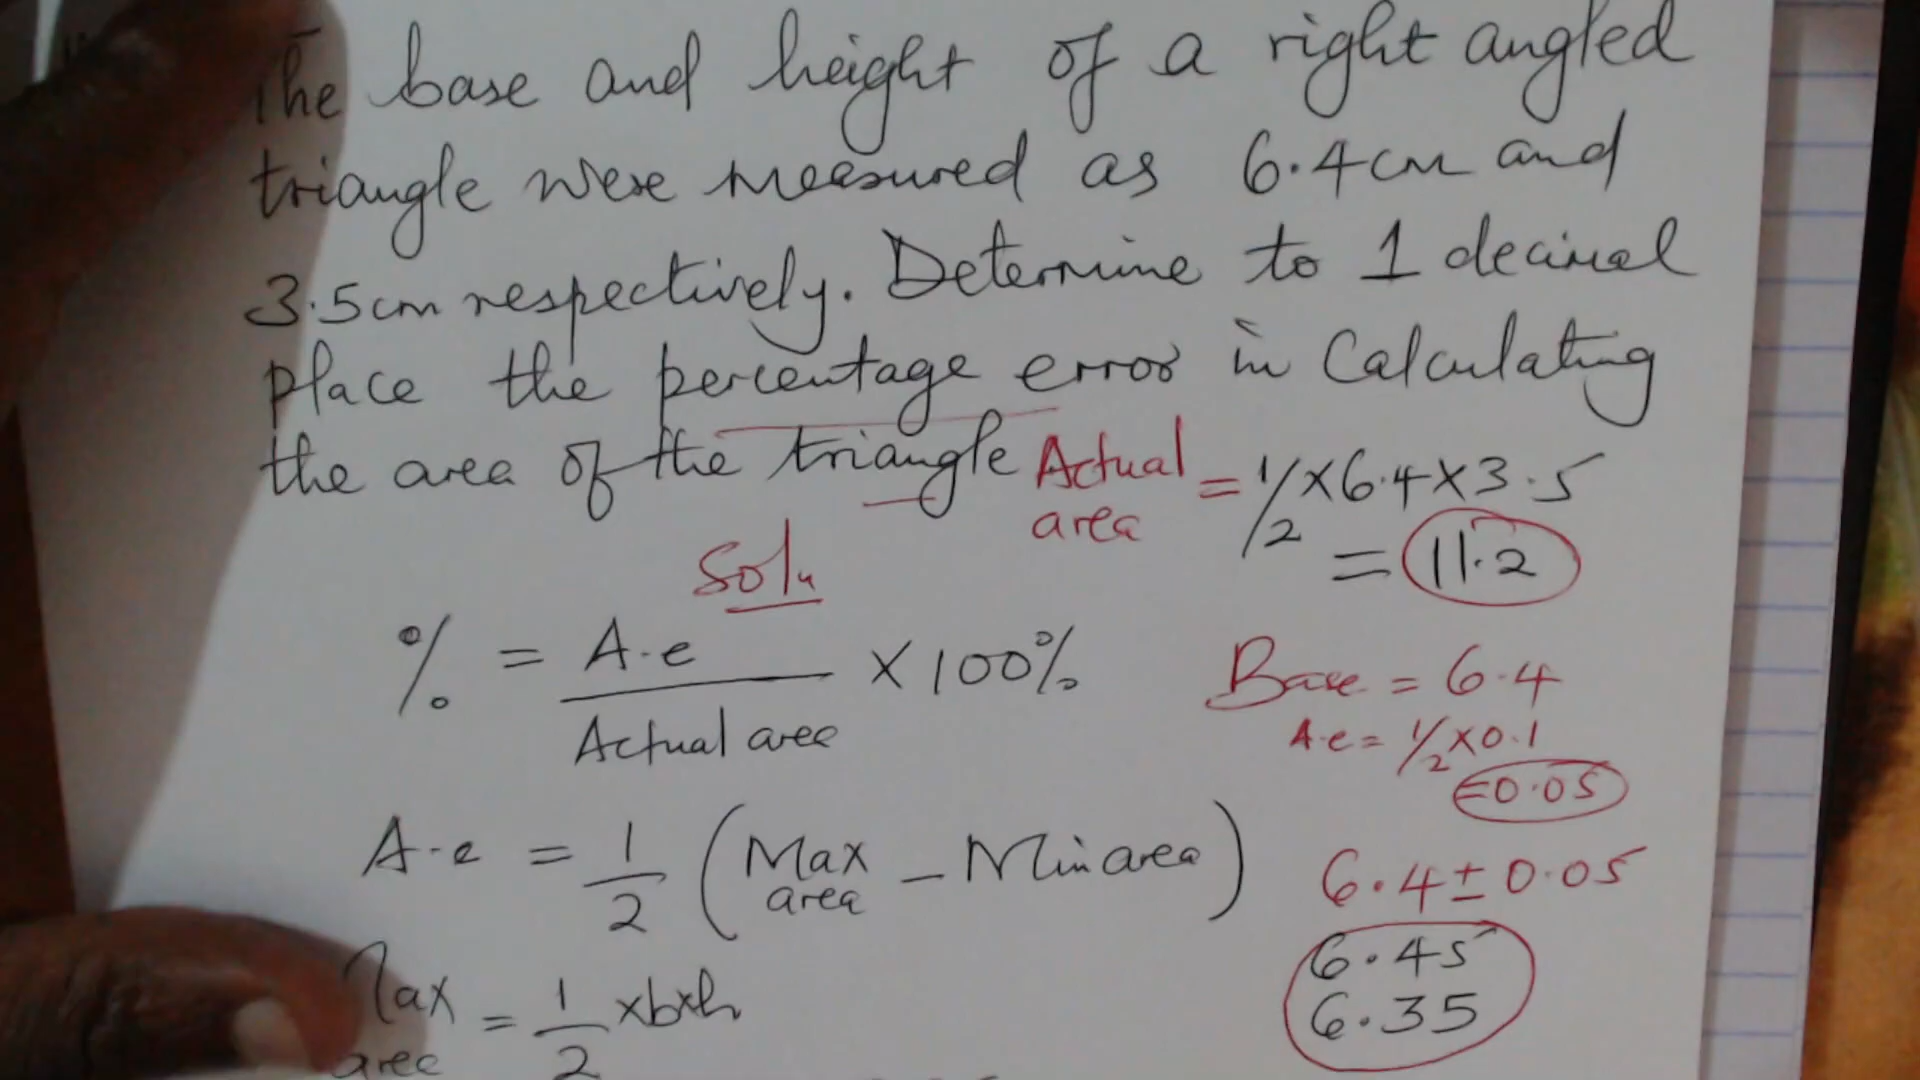 The base and height of a right angled
triangle were measured as 6.4cm and
3.5cm respectively. Determine to 1 decimal
place the percentage error in Calculating
the area of the triangle
Actual area = 1/2 x 6.4 x 3.5
= 11.2
Soln
% = A.e / Actual area x 100%
Base = 6.4
A.e = 1/2 x 0.1
= 0.05
A.e = 1/2 (Max area - Min area)
6.4 ± 0.05
6.45
6.35
Max area = 1/2 x b x h